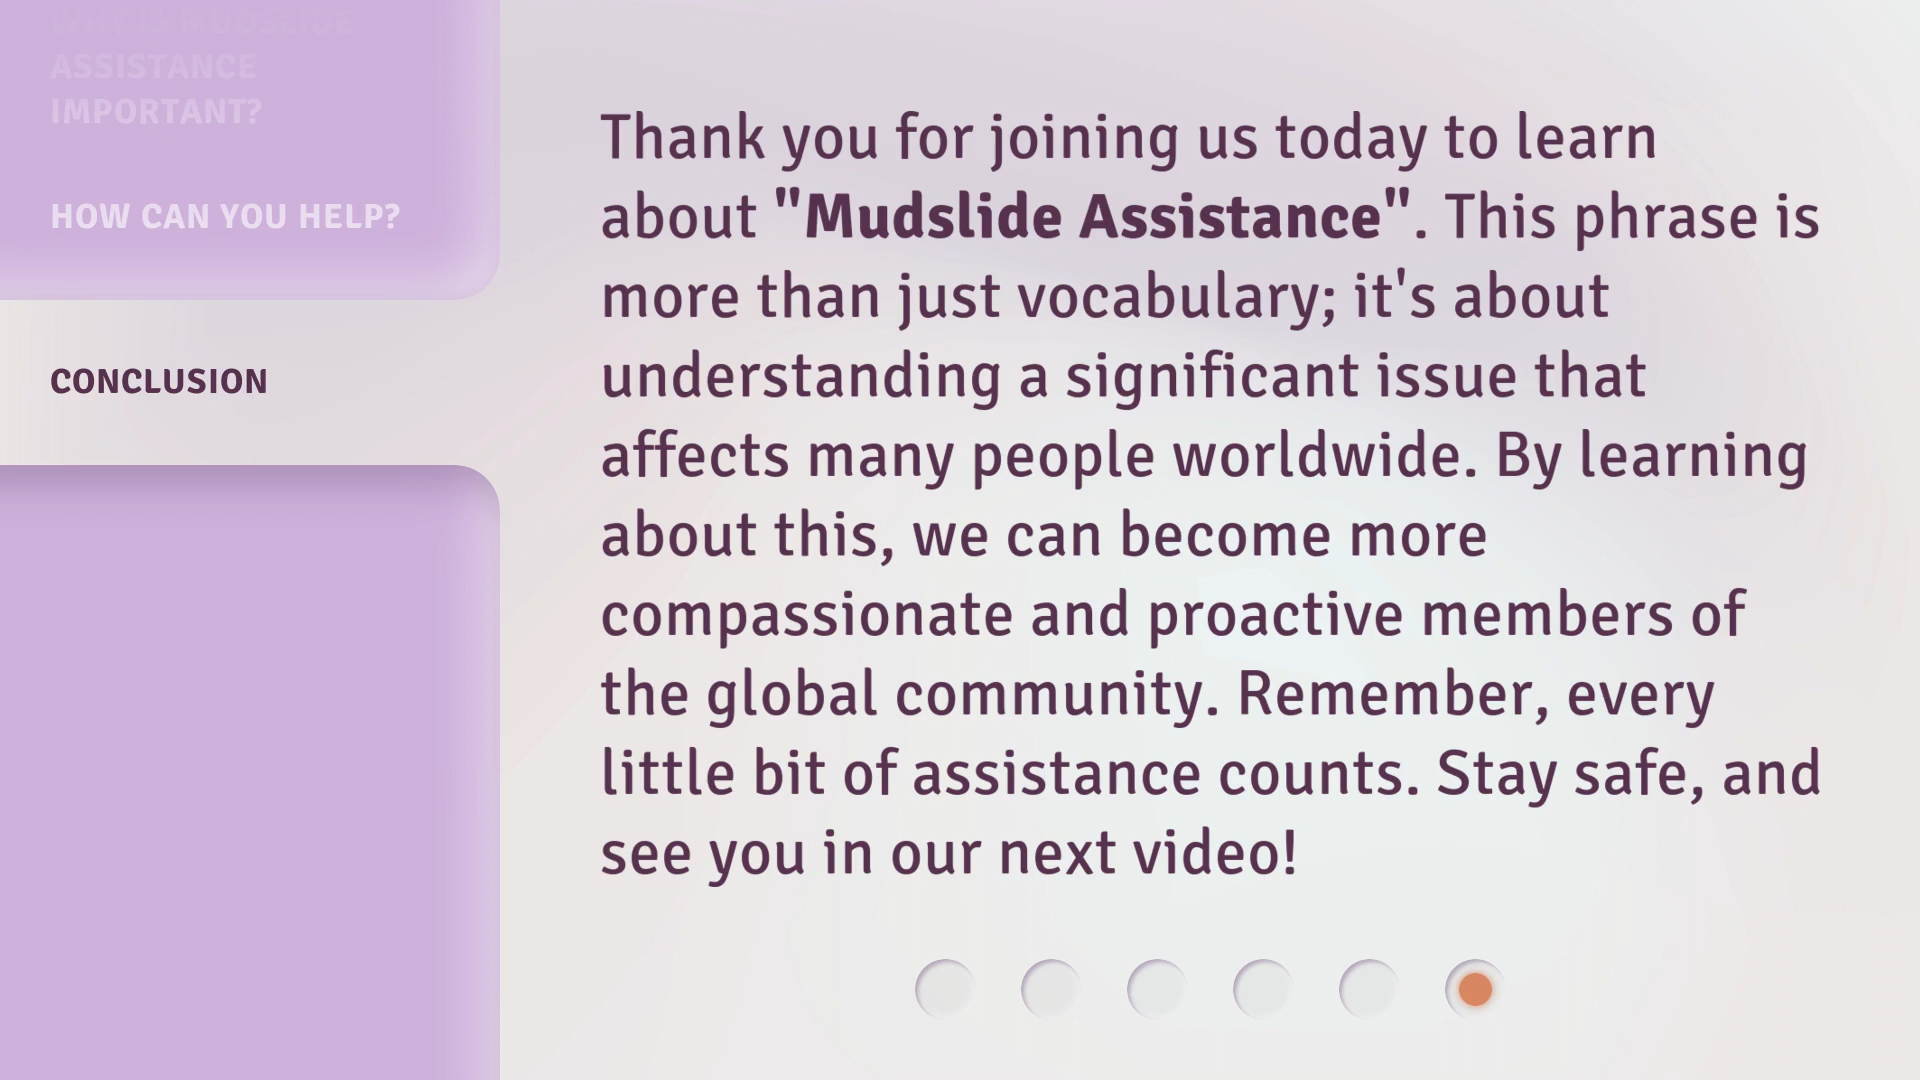 WHY IS MUDSLIDE
ASSISTANCE
IMPORTANT?
HOW CAN YOU HELP?
CONCLUSION
Thank you for joining us today to learn
about "Mudslide Assistance". This phrase is
more than just vocabulary; it's about
understanding a significant issue that
affects many people worldwide. By learning
about this, we can become more
compassionate and proactive members of
the global community. Remember, every
little bit of assistance counts. Stay safe, and
see you in our next video!